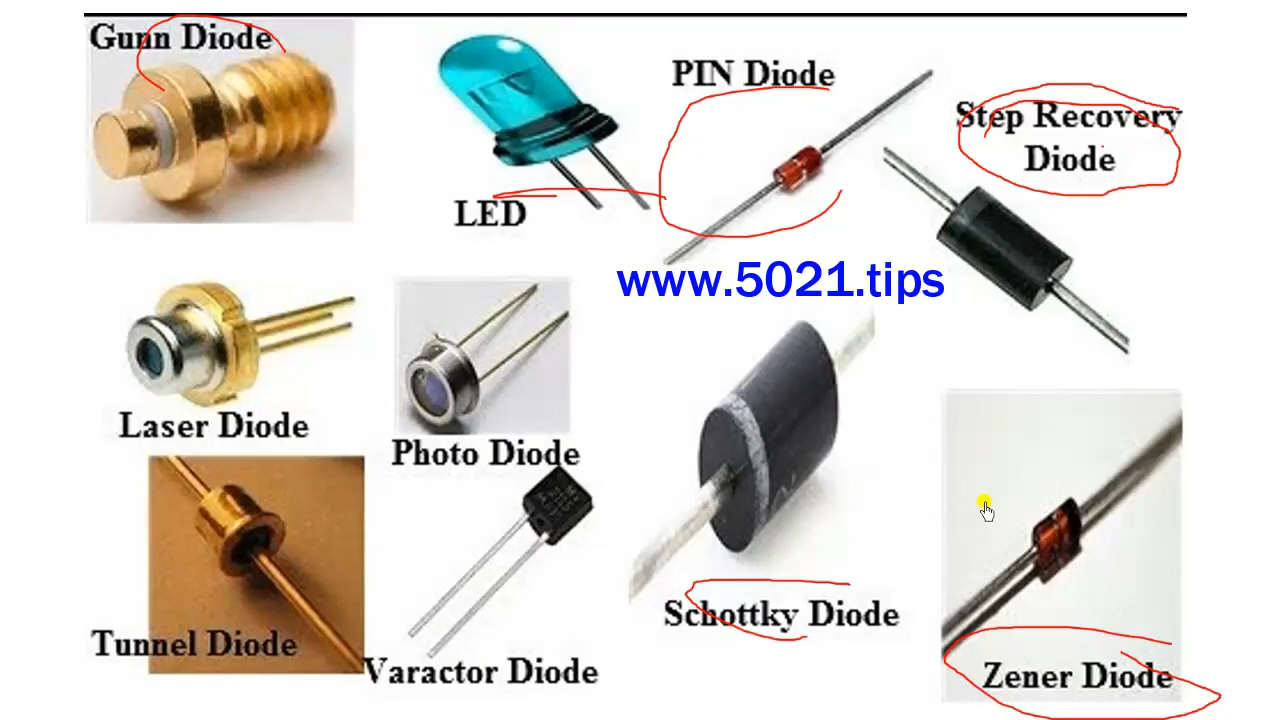 Gunn Diode
LED
PIN Diode
Step Recovery
Diode
www.5021.tips
Laser Diode
Photo Diode
Tunnel Diode
Varactor Diode
Schottky Diode
Zener Diode